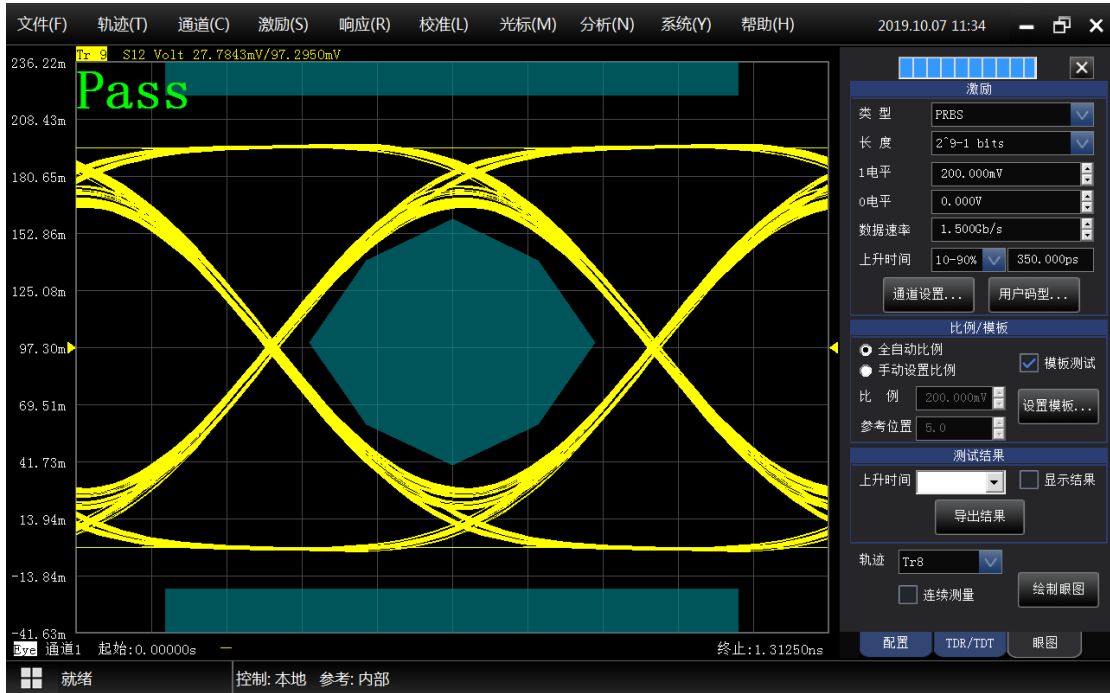 文件(F) 轨迹(T) 通道(C) 激励(S) 响应(R) 校准(L) 光标(M) 分析(N) 系统(Y) 帮助(H) 2019.10.07 11:34
Tr 9 S12 Volt 27.7843mV/97.2950mV
Pass
236.22m
208.43m
180.65m
152.86m
125.08m
97.30m
69.51m
41.73m
13.94m
-13.84m
-41.63m
Eye 通道1 起始:0.00000s 终止:1.31250ns
激励
类 型 PRBS
长 度 2^9-1 bits
1电平 200.000mV
0电平 0.000V
数据速率 1.500Gb/s
上升时间 10-90% 350.000ps
通道设置... 用户码型...
比例/模板
全自动比例
手动设置比例
模板测试
比 例 200.000mV
设置模板...
参考位置 5.0
测试结果
上升时间 显示结果
导出结果
轨迹 Tr8
连续测量
绘制眼图
配置 TDR/TDT 眼图
就绪 控制: 本地 参考: 内部